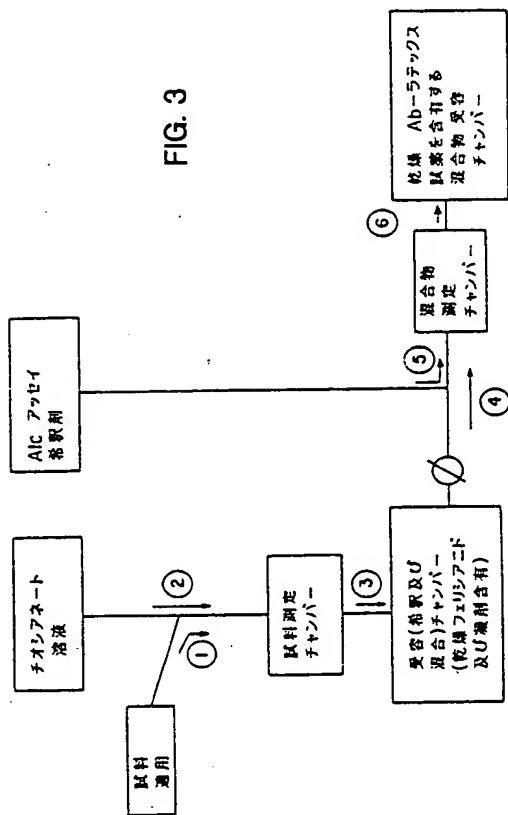 FIG. 3
チオシアネート
溶液
A1C アッセイ
希釈剤
試料
適用
①
②
試料測定
チャンバー
③
受容(希釈及び
混合)チャンバー
(乾燥フェリシアニド
及び凝剤含有)
④
⑤
混合物
測定
チャンバー
⑥
乾燥 Ab-ラテックス
試薬を含有する
混合物 受容
チャンバー